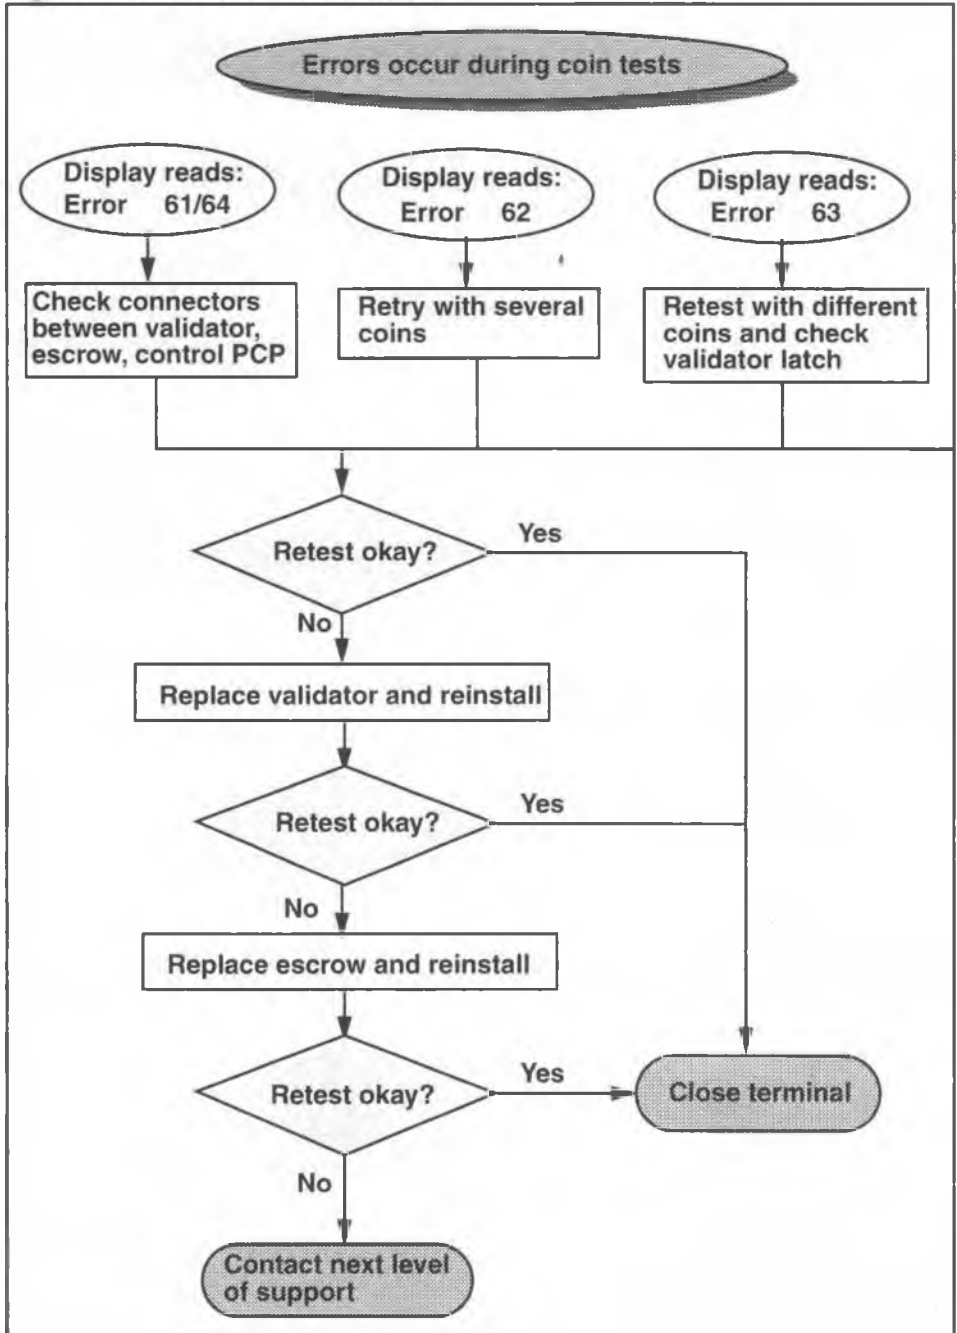 Errors occur during coin tests
Display reads:
Error 61/64
Display reads:
Error 62
Display reads:
Error 63
Check connectors
between validator,
escrow, control PCP
Retry with several
coins
Retest with different
coins and check
validator latch
Retest okay?
Yes
No
Replace validator and reinstall
Retest okay?
Yes
No
Replace escrow and reinstall
Retest okay?
Yes
Close terminal
No
Contact next level
of support